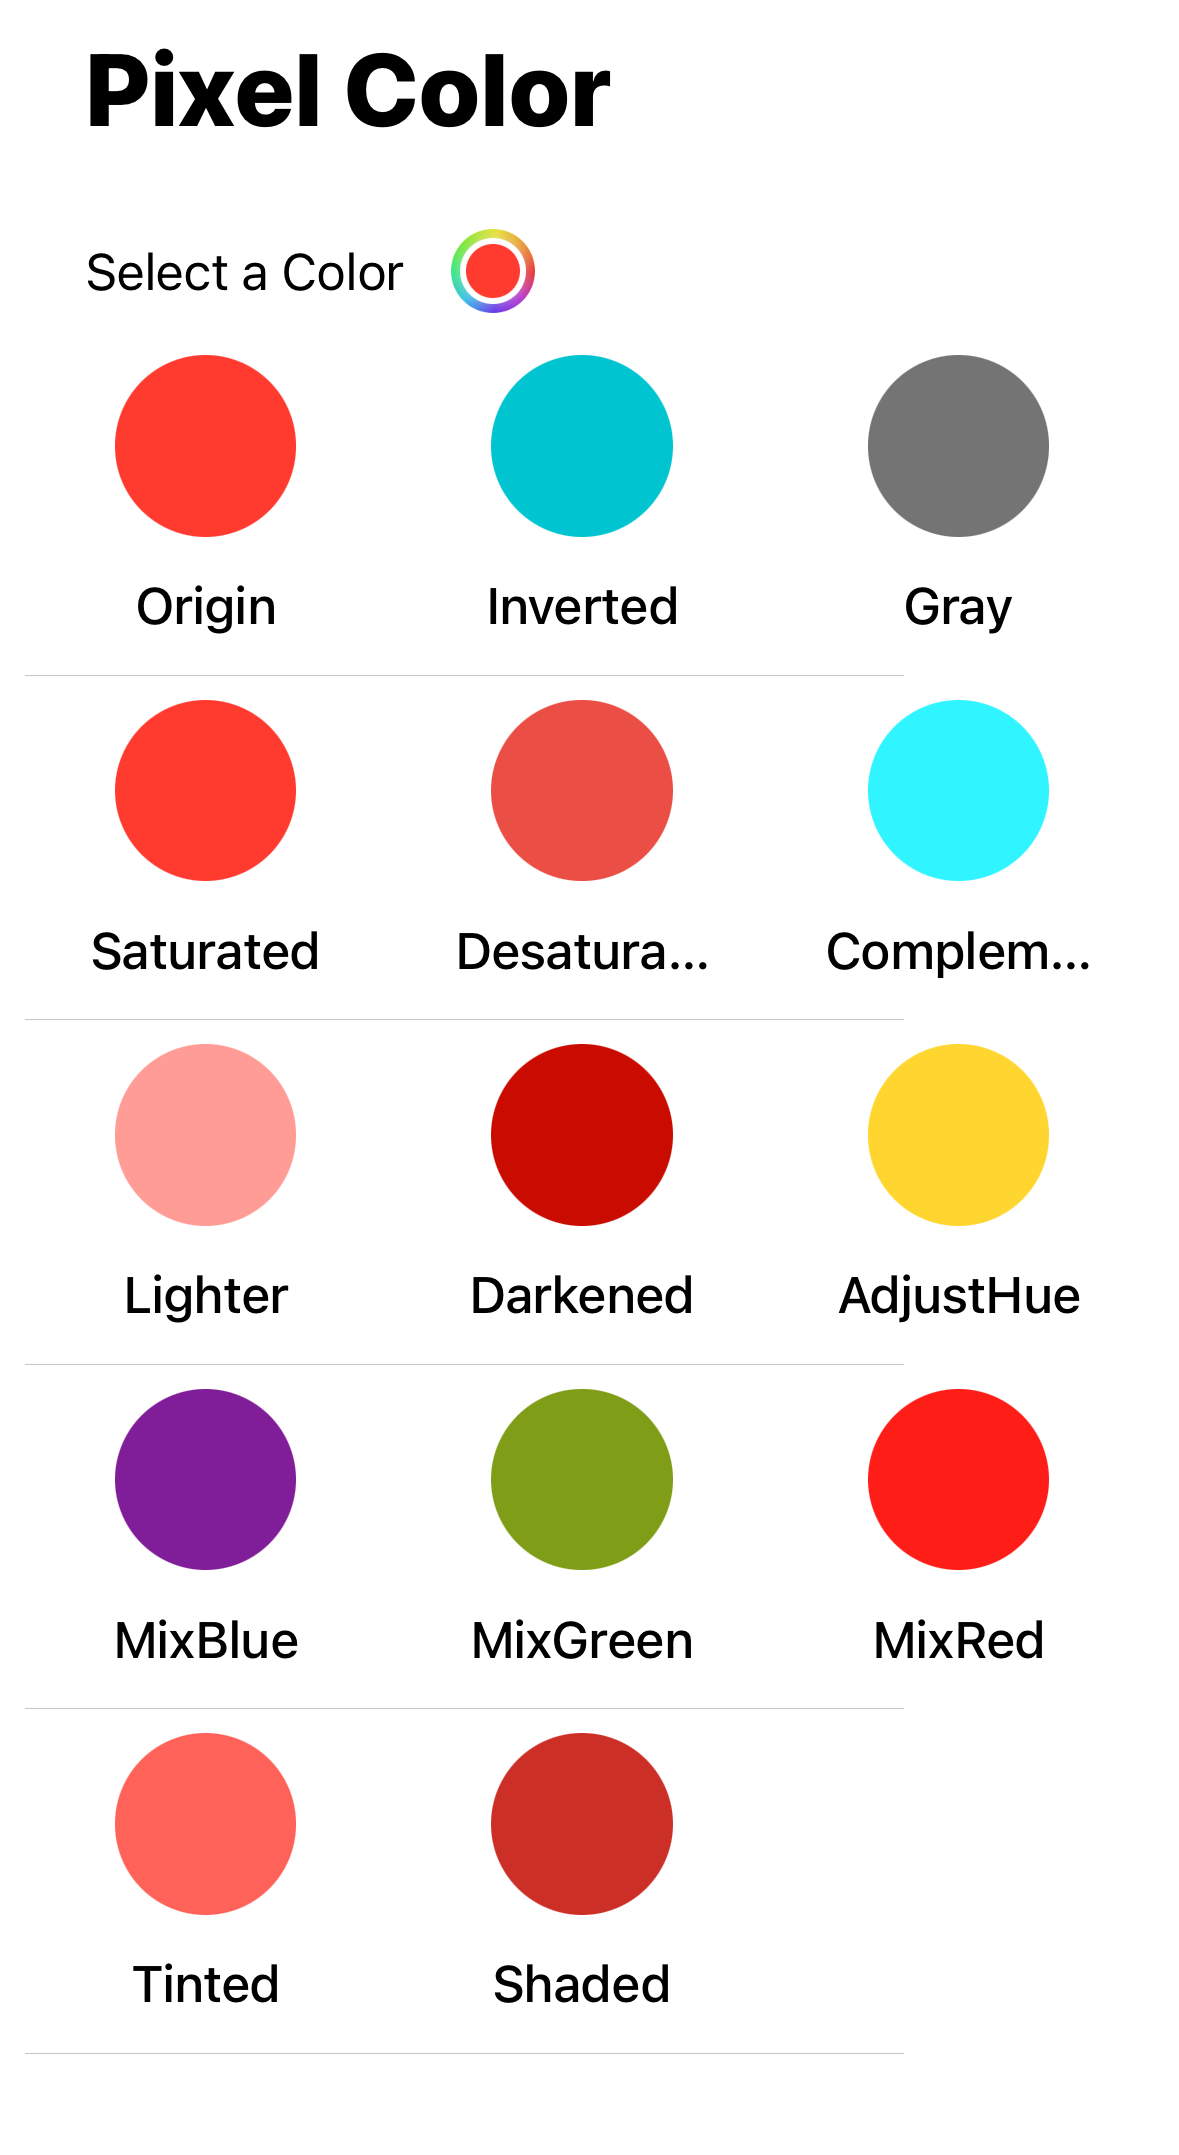 Pixel Color
Select a Color
Origin Inverted Gray
Saturated Desatura... Complem...
Lighter Darkened AdjustHue
MixBlue MixGreen MixRed
Tinted Shaded